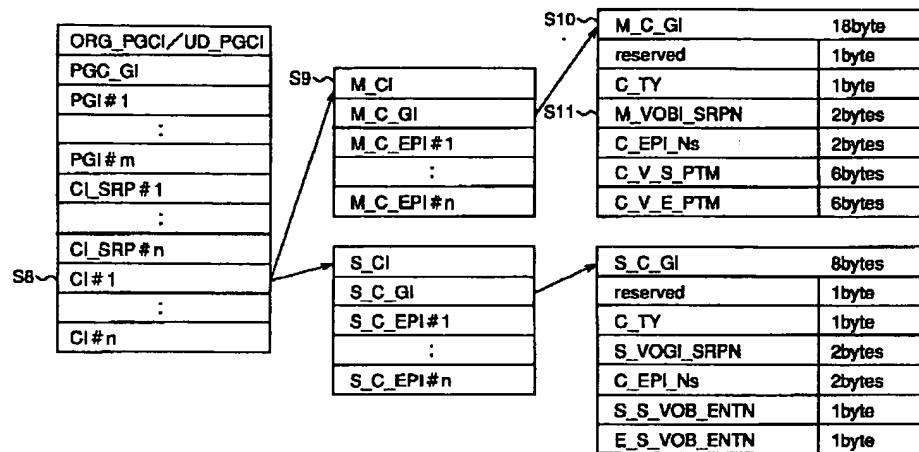 ORG_PGCI/UD_PGCI
PGC_GI
PGI#1
:
PGI#m
CI_SRP#1
:
CI_SRP#n
S8 CI#1
:
CI#n
S9 M_CI
M_C_GI
M_C_EPI#1
:
M_C_EPI#n
S_CI
S_C_GI
S_C_EPI#1
:
S_C_EPI#n
S10 M_C_GI 18byte
reserved 1byte
C_TY 1byte
S11 M_VOBI_SRPN 2bytes
C_EPI_Ns 2bytes
C_V_S_PTM 6bytes
C_V_E_PTM 6bytes
S_C_GI 8bytes
reserved 1byte
C_TY 1byte
S_VOGI_SRPN 2bytes
C_EPI_Ns 2bytes
S_S_VOB_ENTN 1byte
E_S_VOB_ENTN 1byte